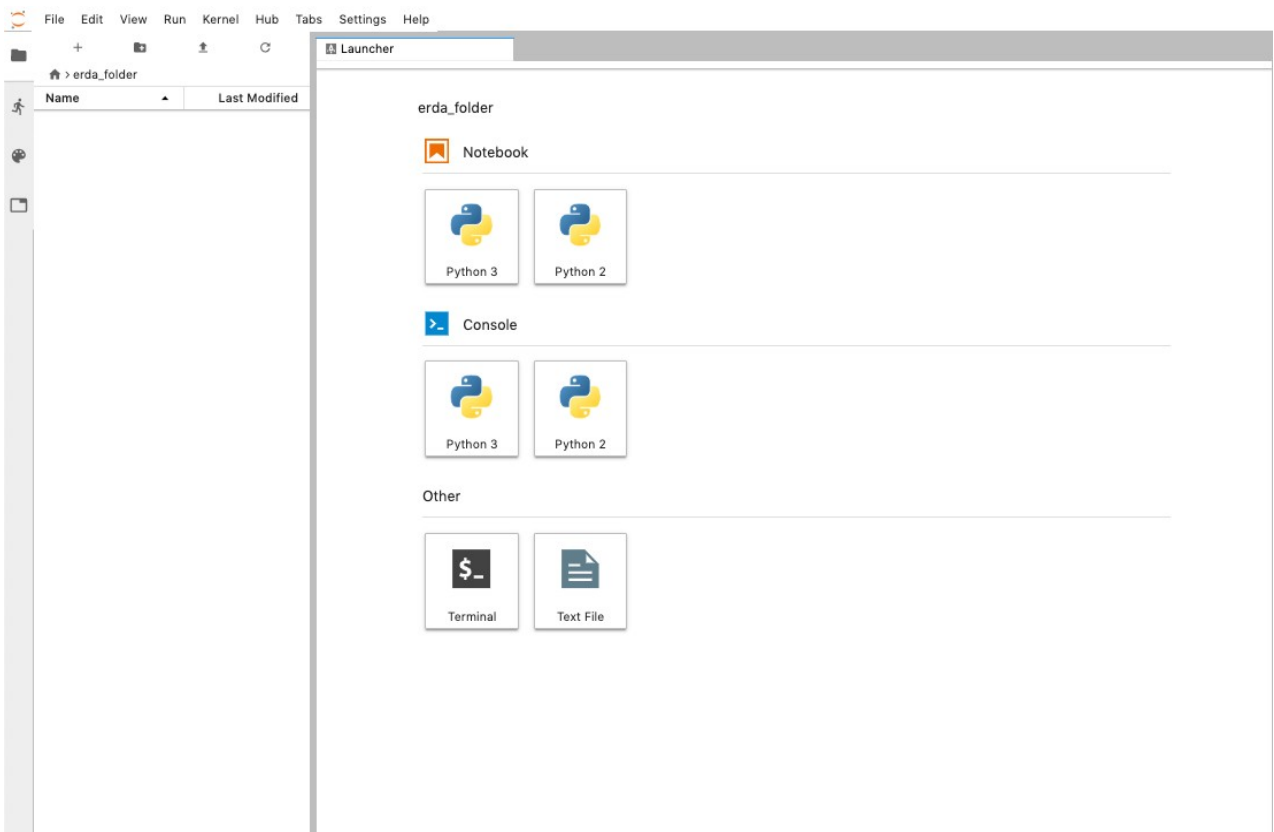 File Edit View Run Kernel Hub Tabs Settings Help
Launcher
> erda_folder
Name Last Modified
erda_folder
Notebook
Python 3 Python 2
>_ Console
Python 3 Python 2
Other
$_
Terminal Text File